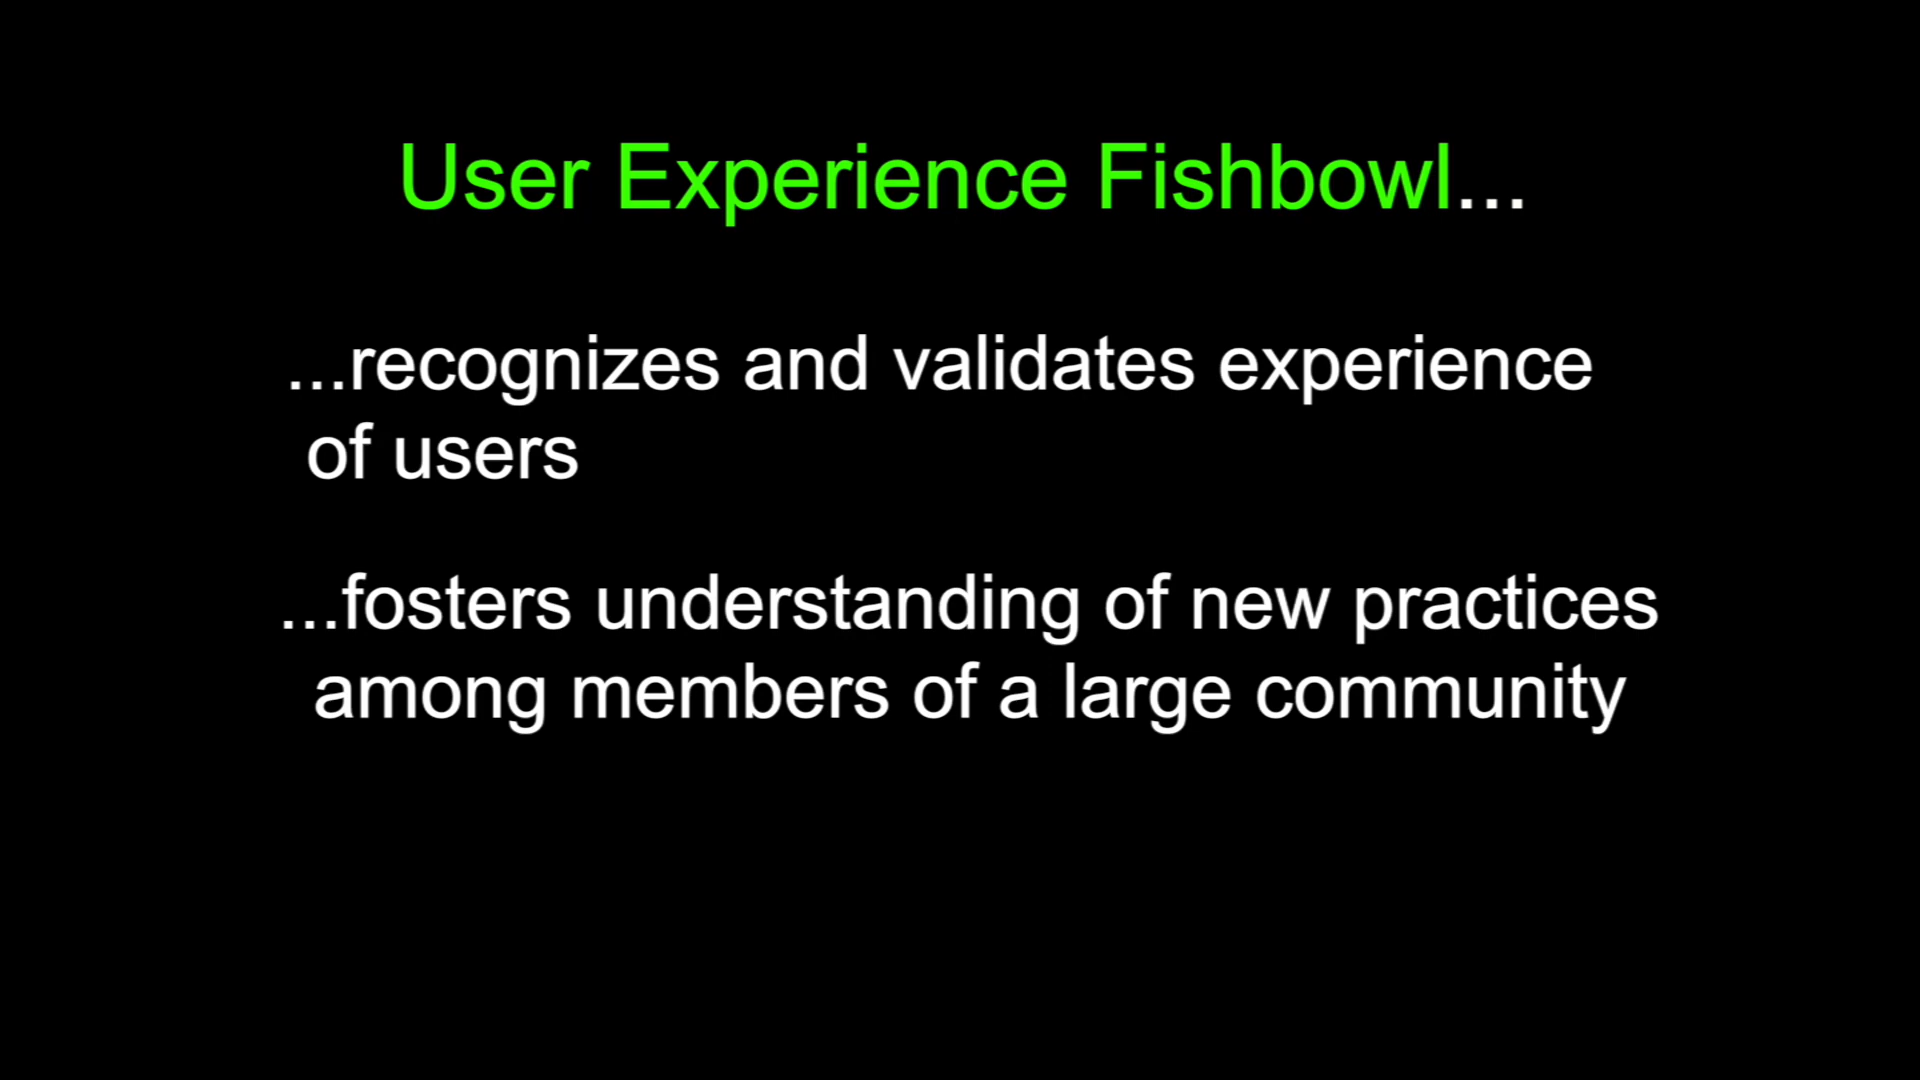 User Experience Fishbowl...
...recognizes and validates experience
of users
...fosters understanding of new practices
among members of a large community